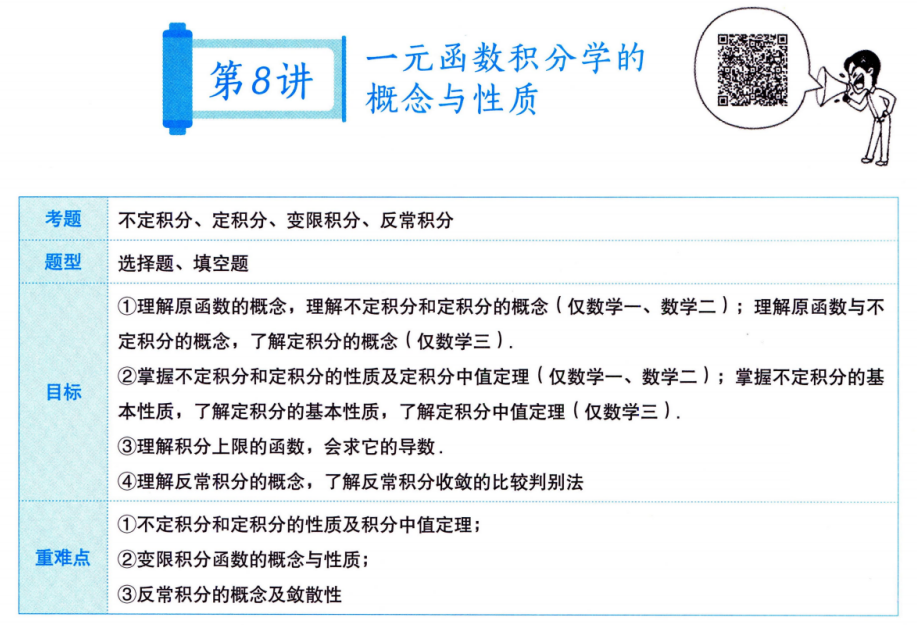 第8讲
一元函数积分学的
概念与性质
考题
不定积分、定积分、变限积分、反常积分
题型
选择题、填空题
目标
①理解原函数的概念，理解不定积分和定积分的概念（仅数学一、数学二）；理解原函数与不
定积分的概念，了解定积分的概念（仅数学三）.
②掌握不定积分和定积分的性质及定积分中值定理（仅数学一、数学二）；掌握不定积分的基
本性质，了解定积分的基本性质，了解定积分中值定理（仅数学三）.
③理解积分上限的函数，会求它的导数.
④理解反常积分的概念，了解反常积分收敛的比较判别法
重难点
①不定积分和定积分的性质及积分中值定理；
②变限积分函数的概念与性质；
③反常积分的概念及敛散性